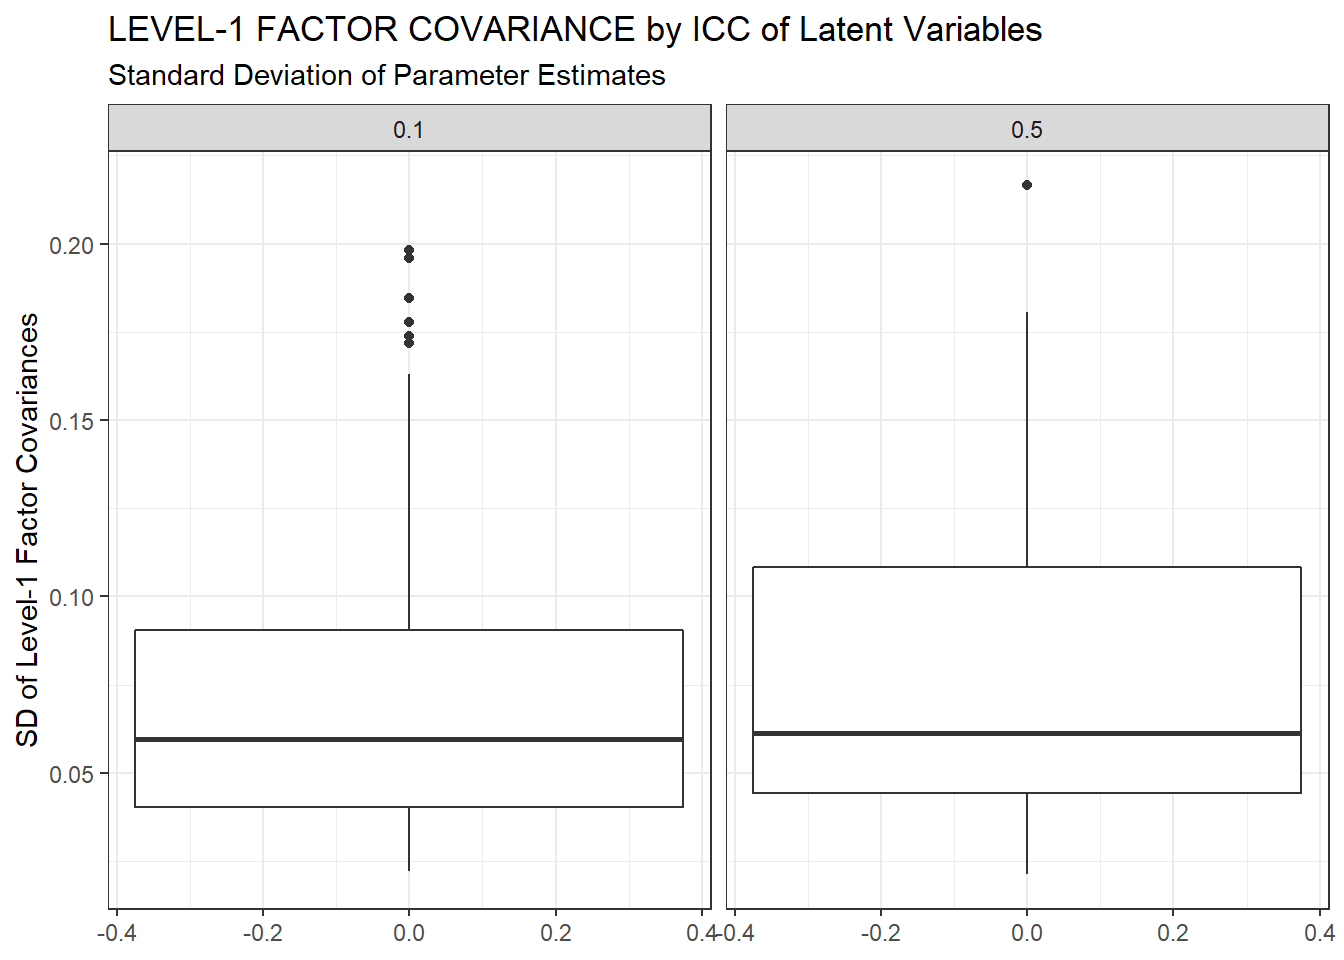 LEVEL-1 FACTOR COVARIANCE by ICC of Latent Variables
Standard Deviation of Parameter Estimates
0.1
0.5
SD of Level-1 Factor Covariances
0.20
0.15
0.10
0.05
-0.4 -0.2 0.0 0.2 0.4
-0.4 -0.2 0.0 0.2 0.4